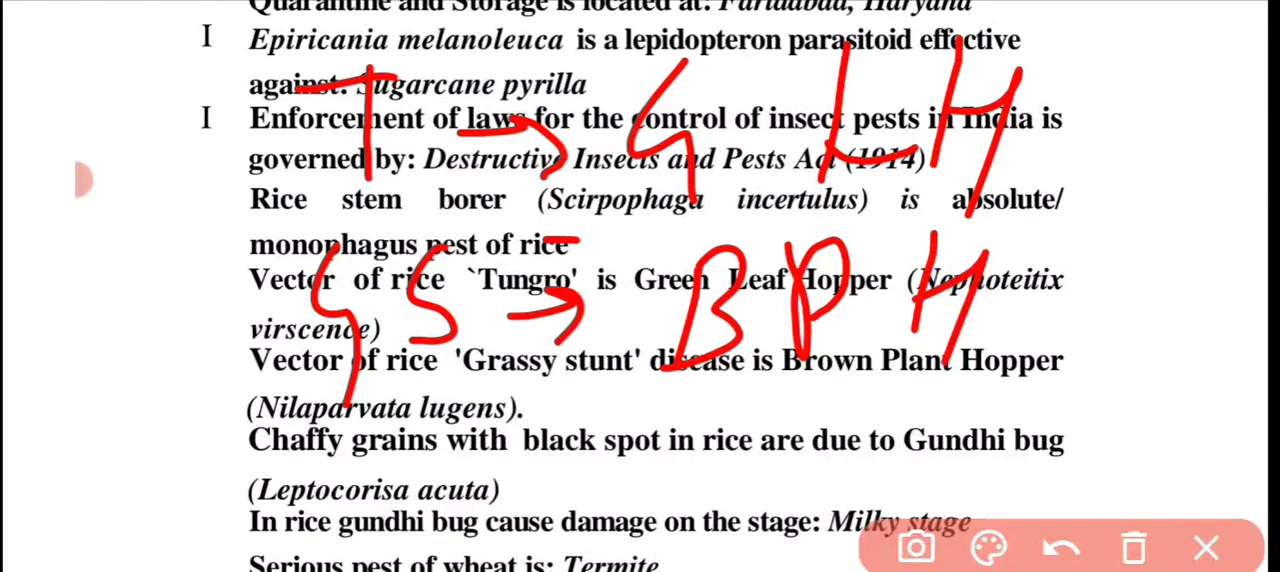 Quarantine and Storage is located at: Faridabad, Haryana
I Epiricania melanoleuca is a lepidopteron parasitoid effective
against: Sugarcane pyrilla
I Enforcement of laws for the control of insect pests in India is
governed by: Destructive Insects and Pests Act (1914)
Rice stem borer (Scirpophaga incertulus) is absolute/
monophagus pest of rice
Vector of rice `Tungro' is Green Leaf Hopper (Nephoteitix
virscence)
Vector of rice 'Grassy stunt' disease is Brown Plant Hopper
(Nilaparvata lugens).
Chaffy grains with black spot in rice are due to Gundhi bug
(Leptocorisa acuta)
In rice gundhi bug cause damage on the stage: Milky stage
Serious pest of wheat is: Termite
T → G L H
G S → B P H